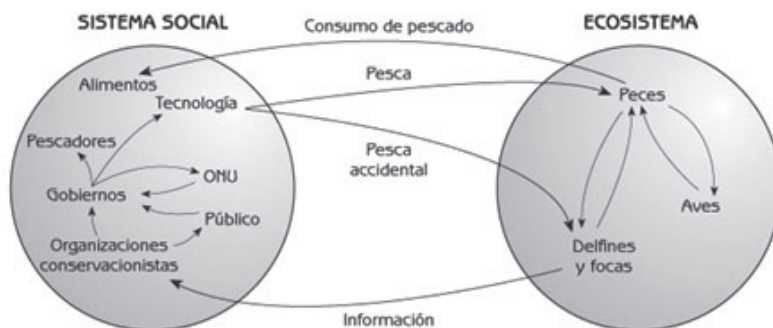 SISTEMA SOCIAL
Consumo de pescado
ECOSISTEMA
Alimentos
Pesca
Tecnología
Peces
Pescadores
Pesca
accidental
ONU
Gobiernos
Aves
Público
Organizaciones
conservacionistas
Delfines
y focas
Información